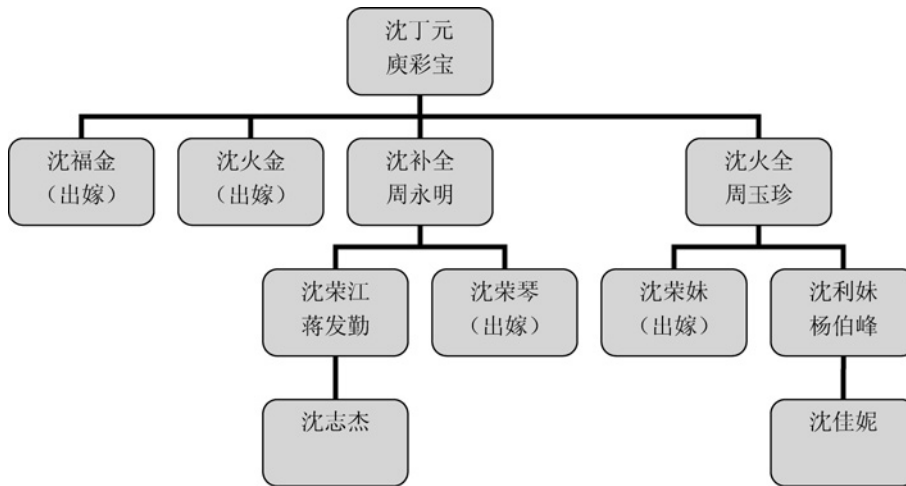 沈丁元
庾彩宝
沈福金
（出嫁）
沈火金
（出嫁）
沈补全
周永明
沈火全
周玉珍
沈荣江
蒋发勤
沈荣琴
（出嫁）
沈荣妹
（出嫁）
沈利妹
杨伯峰
沈志杰
沈佳妮